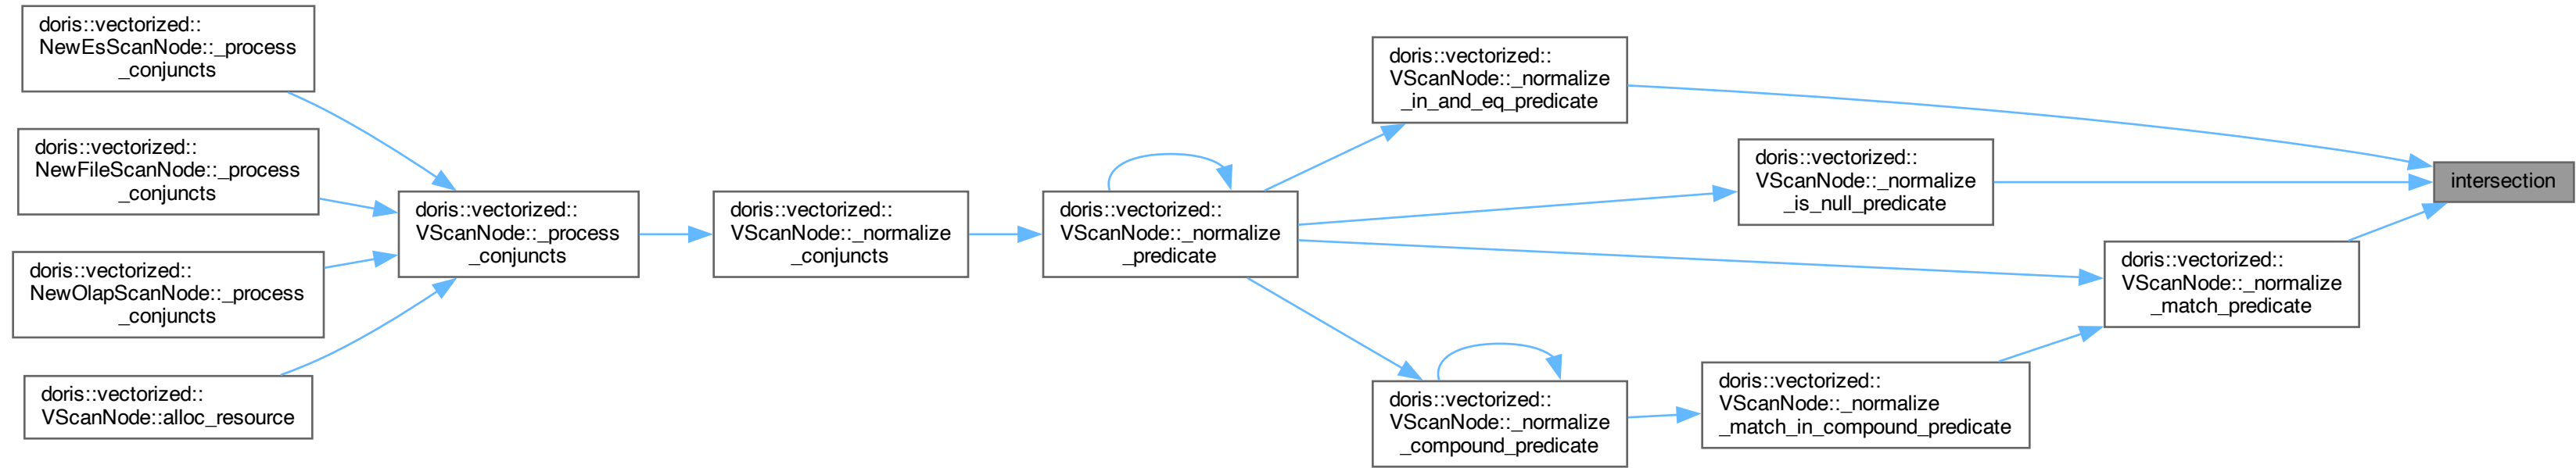 doris::vectorized::
NewEsScanNode::_process
_conjuncts
doris::vectorized::
NewFileScanNode::_process
_conjuncts
doris::vectorized::
NewOlapScanNode::_process
_conjuncts
doris::vectorized::
VScanNode::alloc_resource
doris::vectorized::
VScanNode::_process
_conjuncts
doris::vectorized::
VScanNode::_normalize
_conjuncts
doris::vectorized::
VScanNode::_normalize
_predicate
doris::vectorized::
VScanNode::_normalize
_in_and_eq_predicate
doris::vectorized::
VScanNode::_normalize
_is_null_predicate
doris::vectorized::
VScanNode::_normalize
_match_predicate
doris::vectorized::
VScanNode::_normalize
_compound_predicate
doris::vectorized::
VScanNode::_normalize
_match_in_compound_predicate
intersection